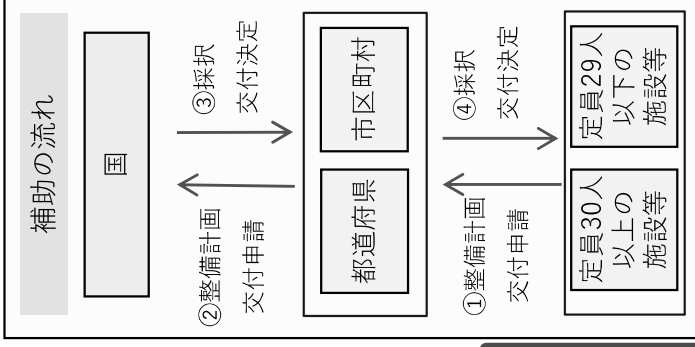 補助の流れ
国
②整備計画
交付申請
③採択
交付決定
都道府県
市区町村
①整備計画
交付申請
④採択
交付決定
定員30人
以上の
施設等
定員29人
以下の
施設等